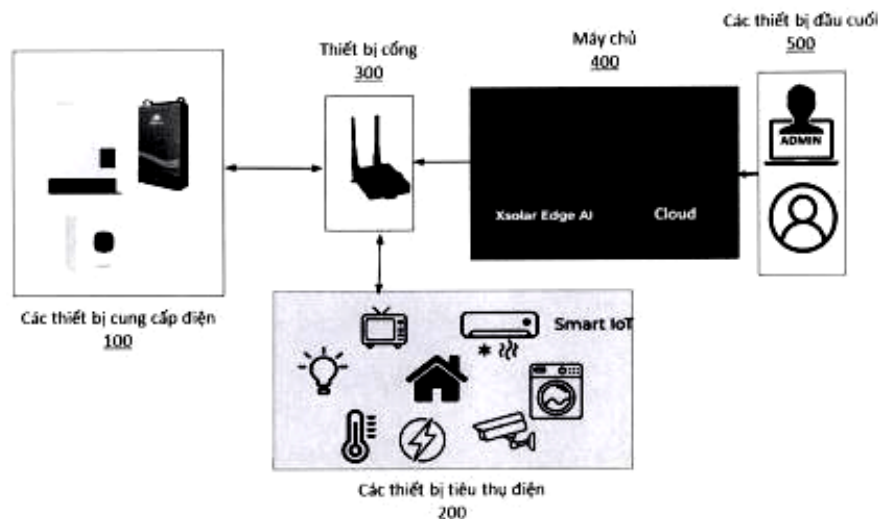 Các thiết bị đầu cuối
500
Máy chủ
400
Thiết bị cổng
300
ADMIN
Xsolar Edge AI
Cloud
Các thiết bị cung cấp điện
100
Smart IoT
Các thiết bị tiêu thụ điện
200